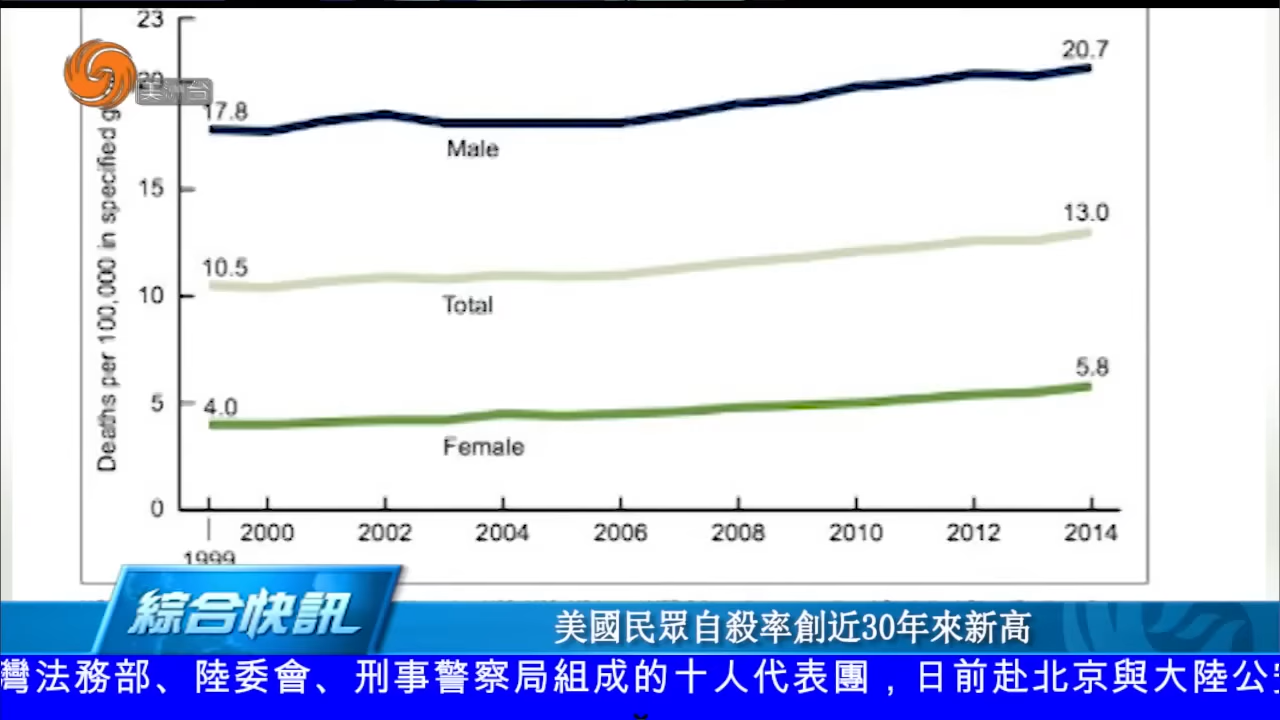 23
20.7
美洲台
17.8
Male
15
13.0
10.5
10
Total
5.8
5
4.0
Female
0
Deaths per 100,000 in specified
2000 2002 2004 2006 2008 2010 2012 2014
1999
綜合快訊
美國民眾自殺率創近30年來新高
灣法務部、陸委會、刑事警察局組成的十人代表團，日前赴北京與大陸公